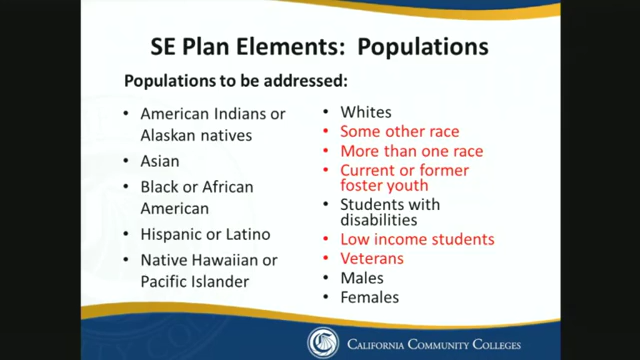 SE Plan Elements: Populations
Populations to be addressed:
• American Indians or
Alaskan natives
• Asian
• Black or African
American
• Hispanic or Latino
• Native Hawaiian or
Pacific Islander
• Whites
• Some other race
• More than one race
• Current or former
foster youth
• Students with
disabilities
• Low income students
• Veterans
• Males
• Females
CALIFORNIA COMMUNITY COLLEGES